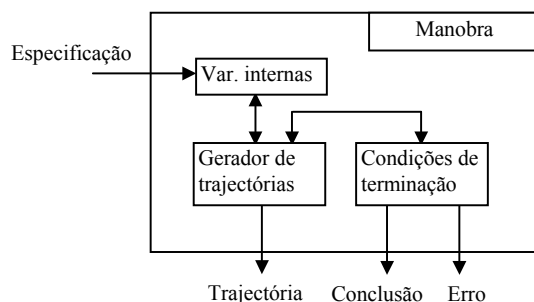 Manobra
Especificação
Var. internas
Gerador de
trajectórias
Condições de
terminação
Trajectória
Conclusão
Erro